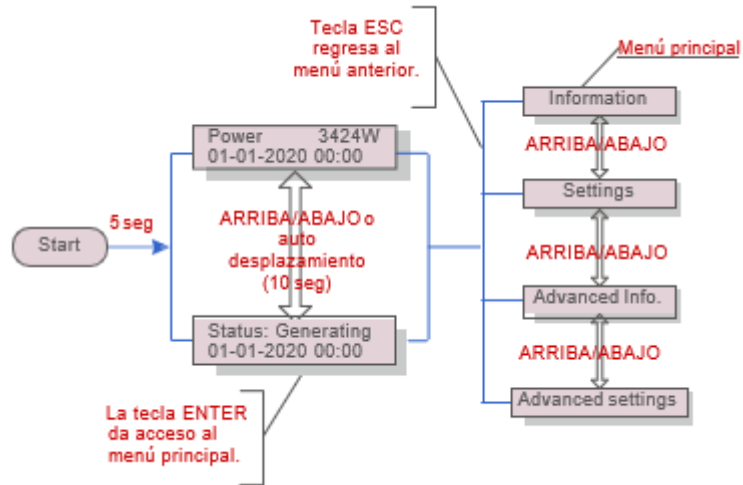 Tecla ESC
regresa al
menú anterior.
Menú principal
Information
ARRIBA/ABAJO
Settings
ARRIBA/ABAJO
Advanced Info.
ARRIBA/ABAJO
Advanced settings
Power 3424W
01-01-2020 00:00
5 seg
Start
ARRIBA/ABAJO o
auto
desplazamiento
(10 seg)
Status: Generating
01-01-2020 00:00
La tecla ENTER
da acceso al
menú principal.